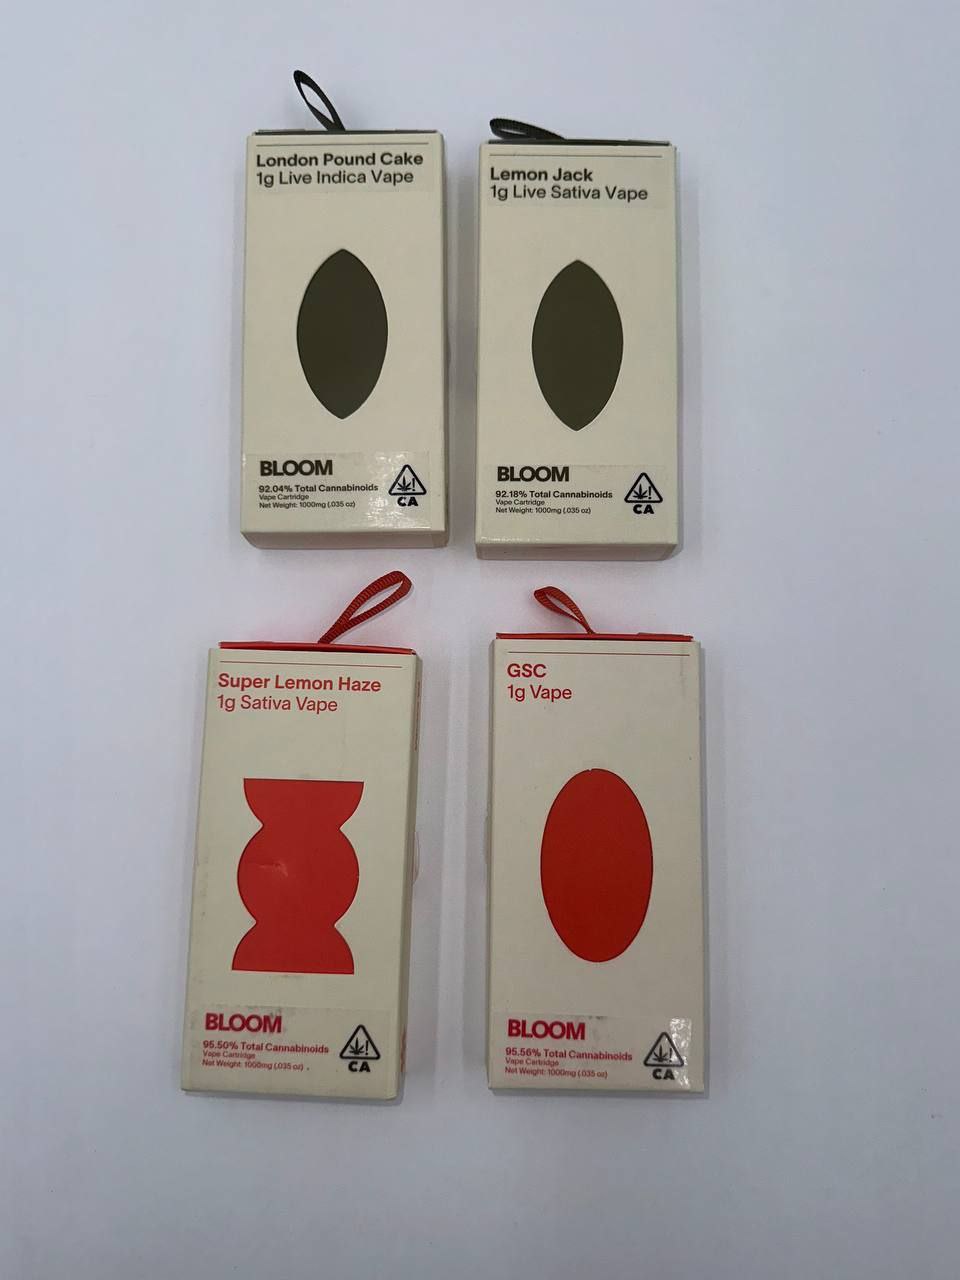 London Pound Cake
1g Live Indica Vape
BLOOM
92.04% Total Cannabinoids
Vape Cartridge
Net Weight: 1000mg (.035 oz)
!
CA
Lemon Jack
1g Live Sativa Vape
BLOOM
92.18% Total Cannabinoids
Vape Cartridge
Net Weight: 1000mg (.035 oz)
!
CA
Super Lemon Haze
1g Sativa Vape
BLOOM
95.50% Total Cannabinoids
Vape Cartridge
Net Weight: 1000mg (.035 oz)
!
CA
GSC
1g Vape
BLOOM
95.56% Total Cannabinoids
Vape Cartridge
Net Weight: 1000mg (.035 oz)
!
CA